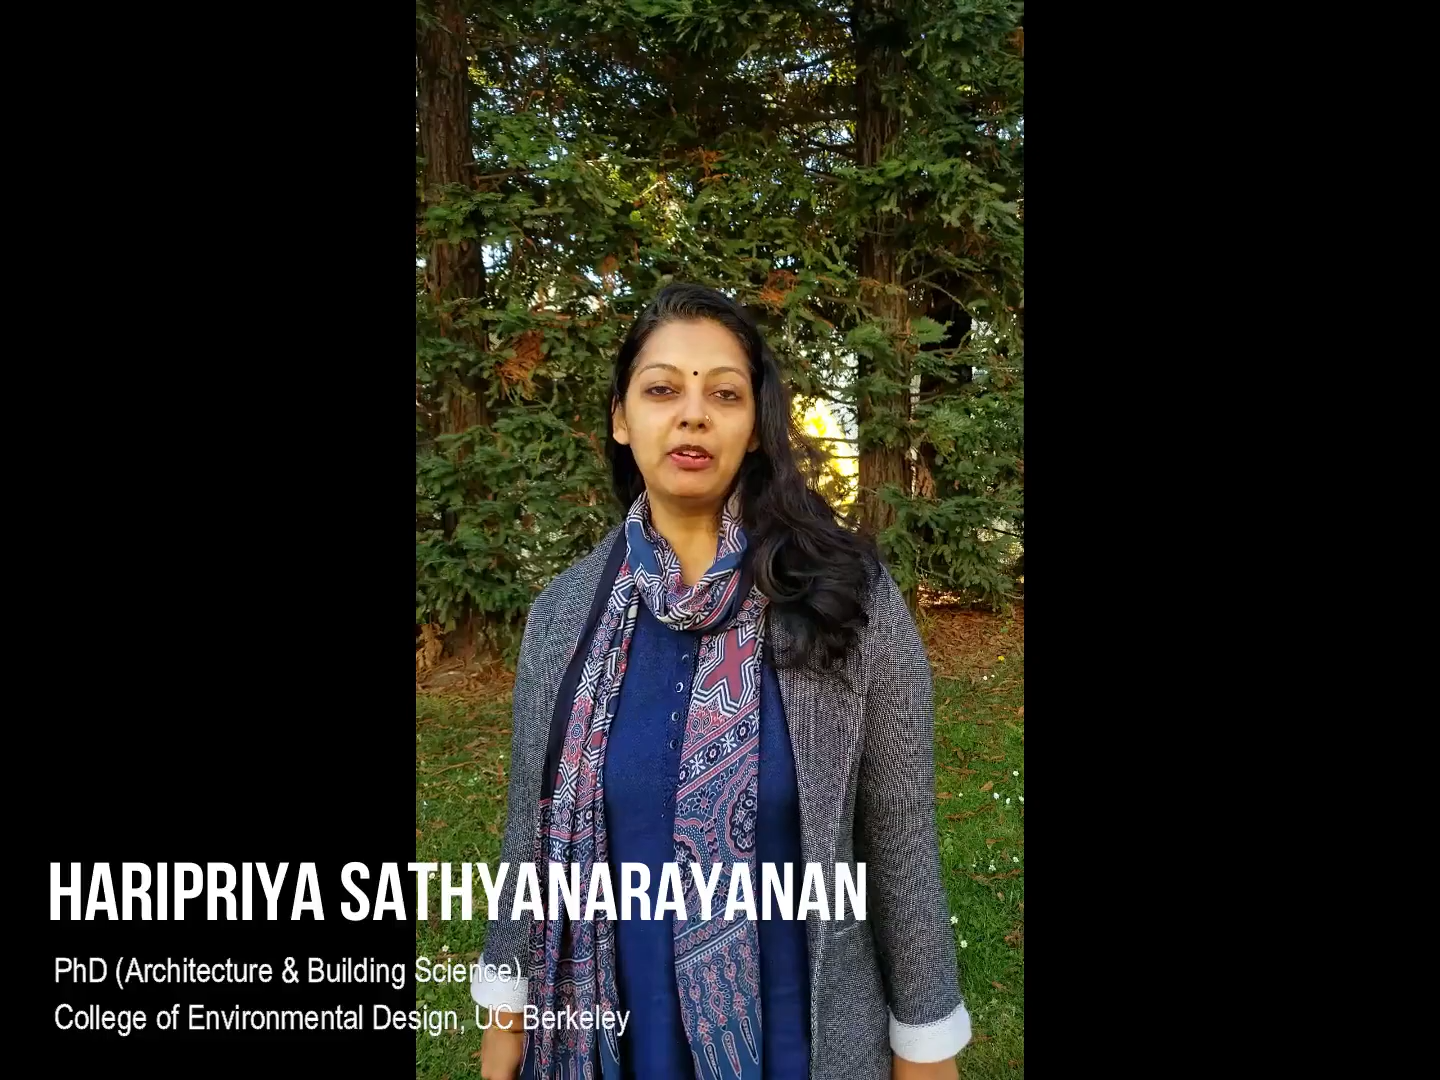 HARIPRIYA SATHYANARAYANAN
PhD (Architecture & Building Science)
College of Environmental Design, UC Berkeley